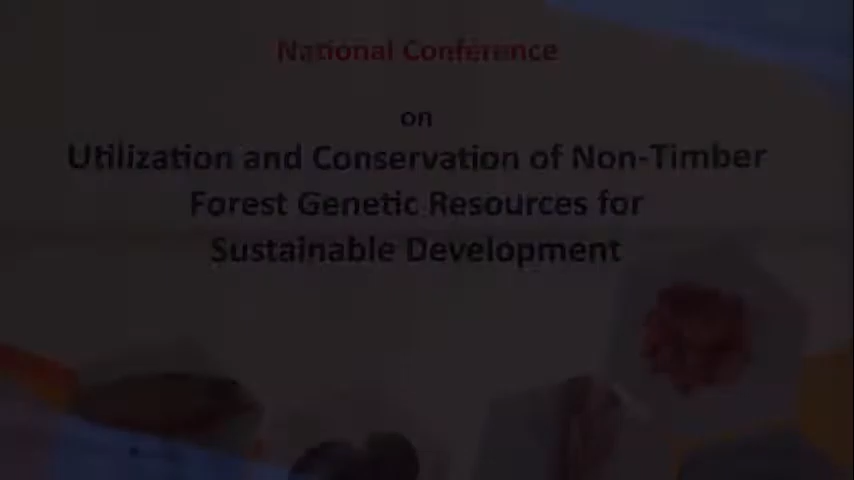 National Conference
on
Utilization and Conservation of Non-Timber
Forest Genetic Resources for
Sustainable Development